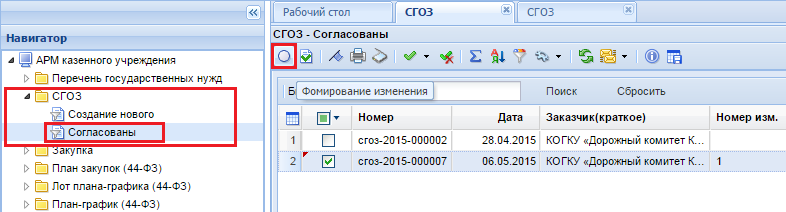 Рабочий стол СГОЗ СГОЗ
Навигатор
СГОЗ - Согласованы
АРМ казенного учреждения
Перечень государственных нужд
СГОЗ
Создание нового
Согласованы
Закупка
План закупок (44-ФЗ)
Лот плана-графика (44-ФЗ)
План-график (44-ФЗ)
Фомирование изменения
Поиск Сбросить
Номер Дата Заказчик(краткое) Номер изм.
1 сгоз-2015-000002 28.04.2015 КОГКУ «Дорожный комитет К...
2 сгоз-2015-000007 06.05.2015 КОГКУ «Дорожный комитет К... 1